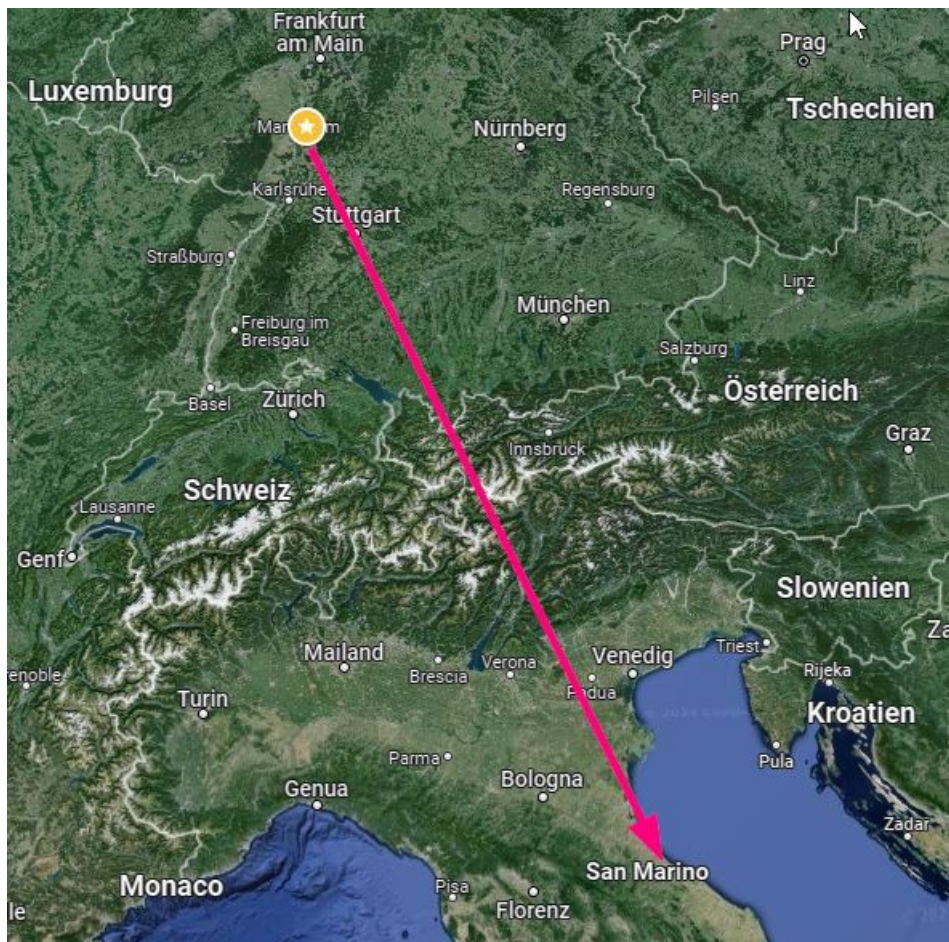 Frankfurt
am Main
Prag
Luxemburg
Pilsen
Tschechien
Nürnberg
Karlsruhe
Regensburg
Stuttgart
Straßburg
Linz
München
Freiburg im
Breisgau
Salzburg
Basel
Zürich
Österreich
Innsbruck
Graz
Schweiz
Lausanne
Genf
Slowenien
Mailand
Brescia
Verona
Venedig
Triest
Padua
Rijeka
Turin
Kroatien
Parma
Pula
Bologna
Genua
Zadar
San Marino
Monaco
Pisa
Florenz